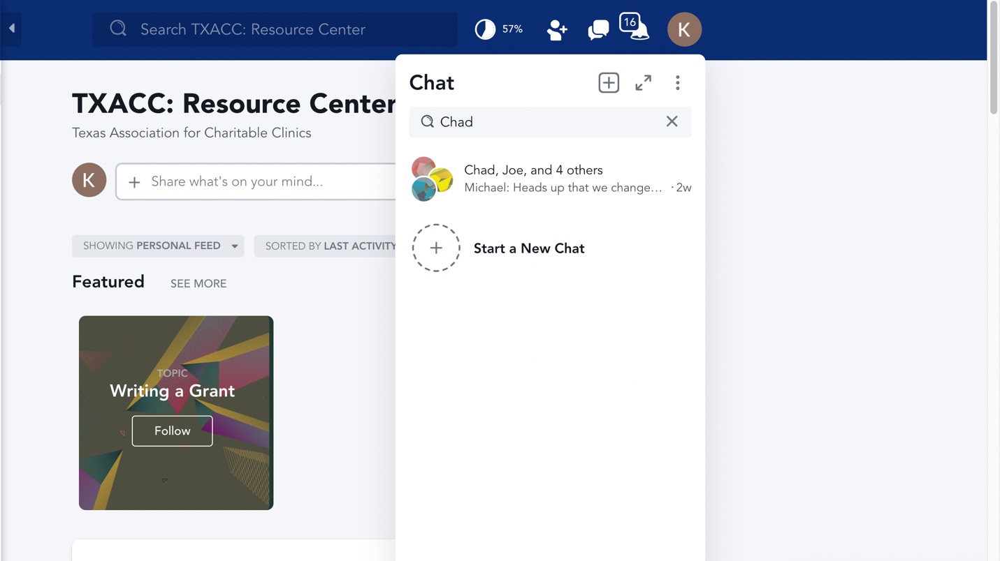 Search TXACC: Resource Center
57%
16
K
TXACC: Resource Center
Texas Association for Charitable Clinics
K
+ Share what's on your mind...
SHOWING PERSONAL FEED
SORTED BY LAST ACTIVITY
Featured
SEE MORE
TOPIC
Writing a Grant
Follow
Chat
Chad
Chad, Joe, and 4 others
Michael: Heads up that we change... · 2w
+ Start a New Chat